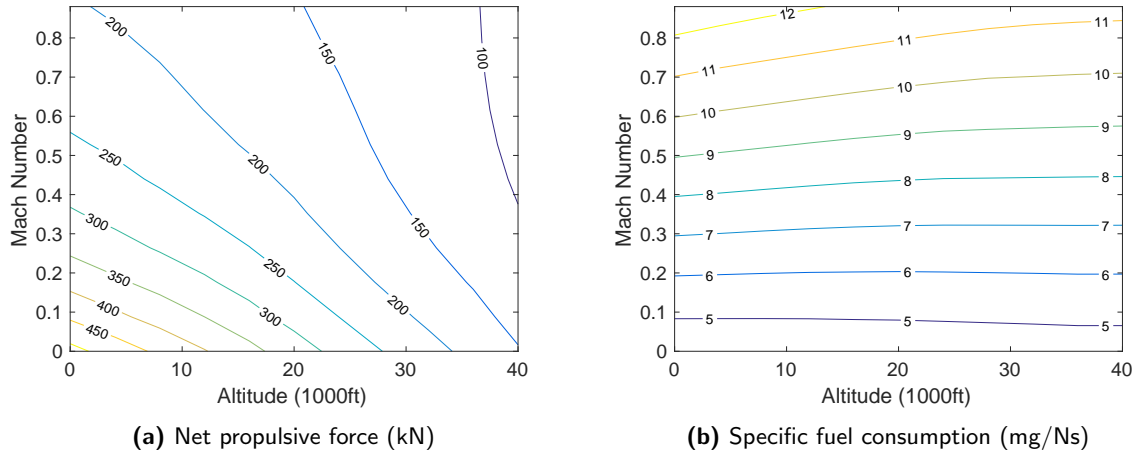 0.8
0.7
0.6
0.5
0.4
0.3
0.2
0.1
0
Mach Number
0 10 20 30 40
Altitude (1000ft)
200
150
100
250
200
300
150
350
250
400
200
450
300
(a) Net propulsive force (kN)
0.8
0.7
0.6
0.5
0.4
0.3
0.2
0.1
0
Mach Number
0 10 20 30 40
Altitude (1000ft)
12
11 11 11
10 10 10
9 9 9
8 8 8
7 7 7
6 6 6
5 5 5
(b) Specific fuel consumption (mg/Ns)